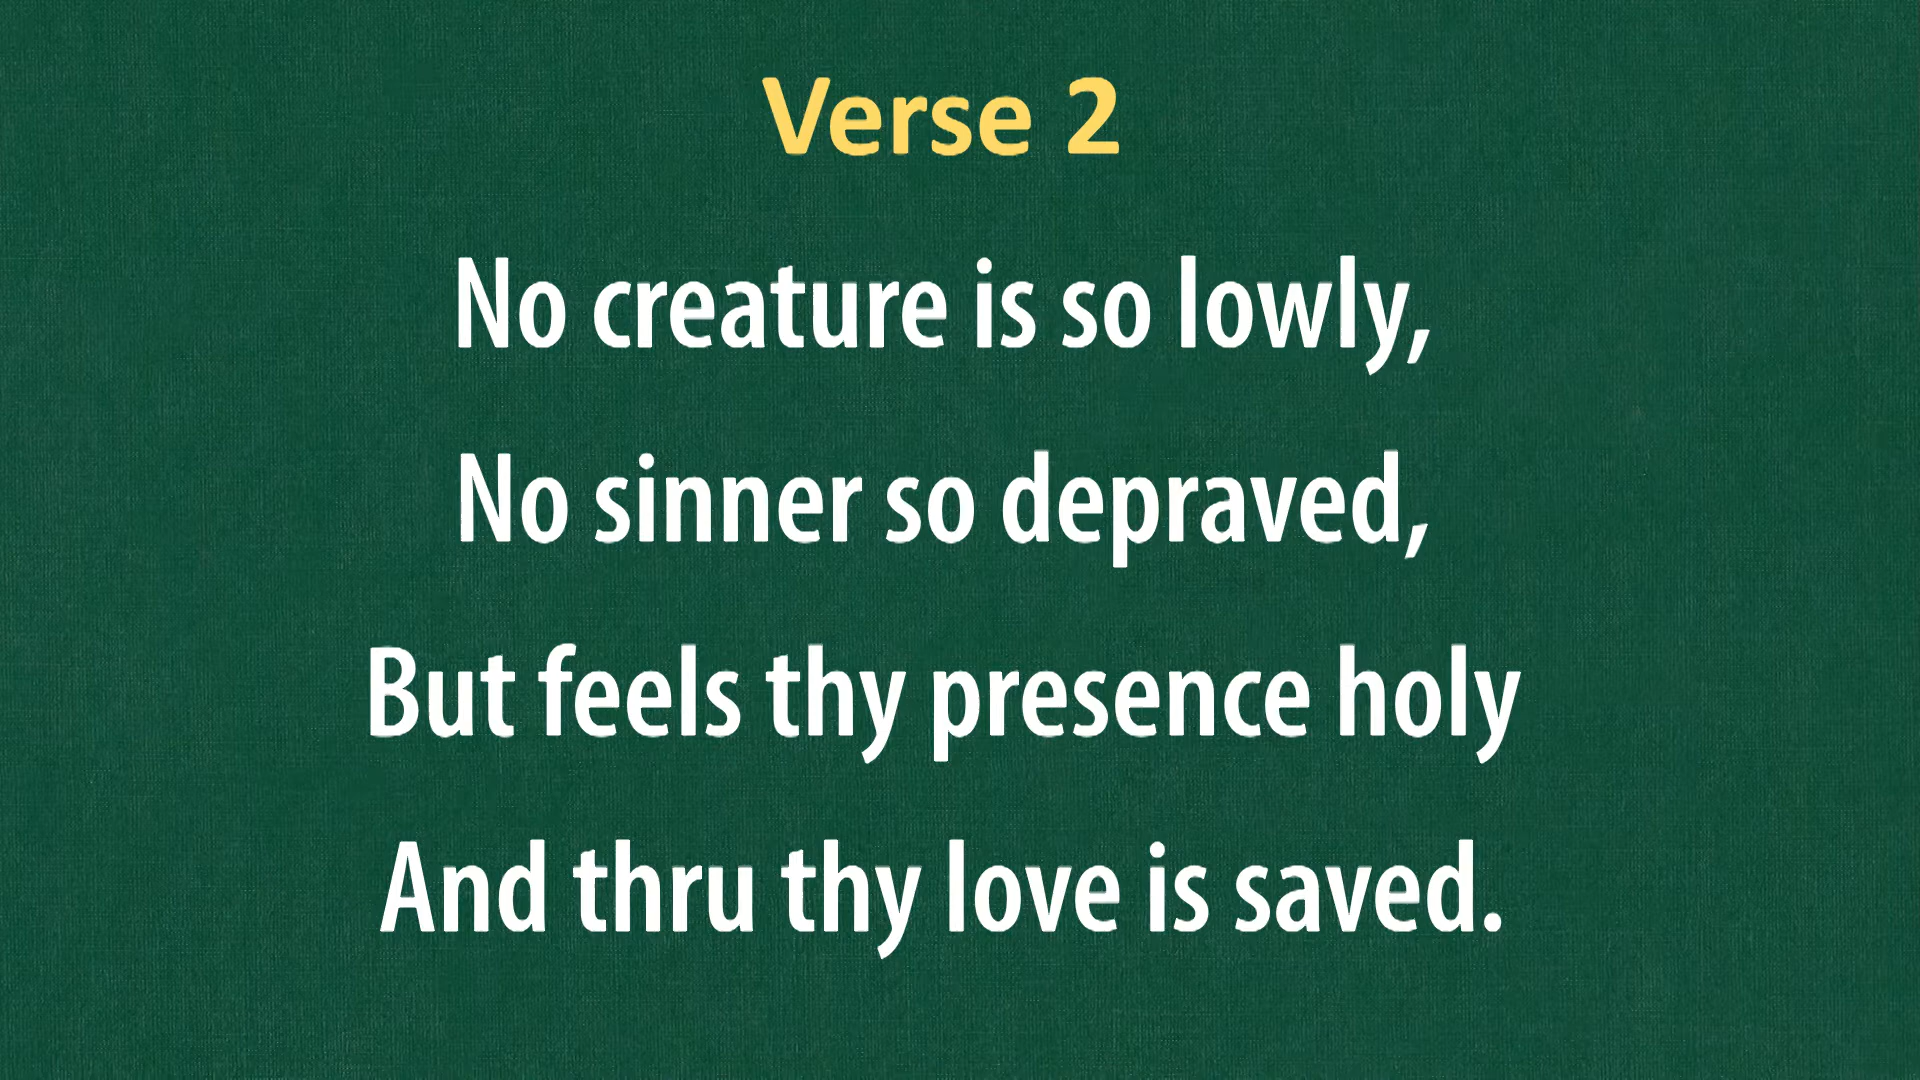 Verse 2
No creature is so lowly,
No sinner so depraved,
But feels thy presence holy
And thru thy love is saved.